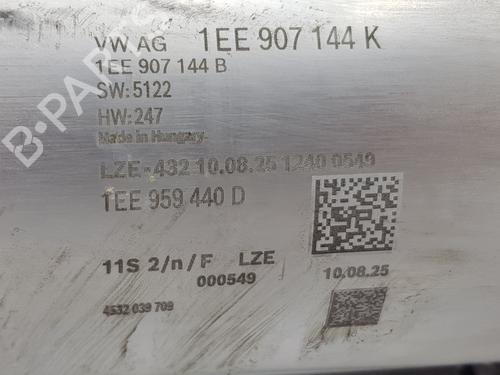 VW AG 1EE 907 144 K
1EE 907 144 B
SW:5122
HW:247
Made in Hungary
LZE-432 10.08.25 1240 0549
1EE 959 440 D
11S 2/n/F LZE
000549
10.08.25
4532 039 709
B-PARTS